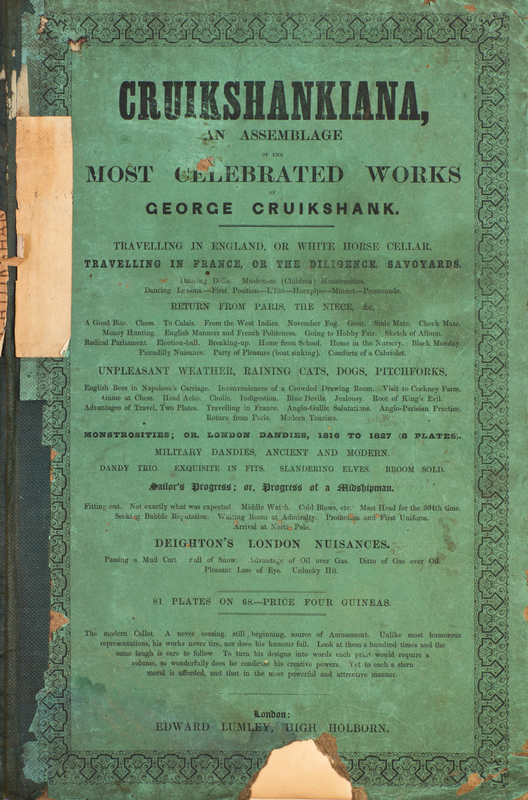 CRUIKSHANKIANA,
AN ASSEMBLAGE
OF THE
MOST CELEBRATED WORKS
OF
GEORGE CRUIKSHANK.
TRAVELLING IN ENGLAND, OR WHITE HORSE CELLAR.
TRAVELLING IN FRANCE, OR THE DILIGENCE. SAVOYARDS.
Dancing Dolls. Mushroom (Children) Monstrosities.
Dancing Lessons.—First Position—L'Eté—Hornpipe—Minuet—Promenade.
RETURN FROM PARIS, THE NIECE, &c.
A Good Bite. Chess. To Calais. From the West Indies. November Fog. Gout. Stale Mate. Check Mate.
Money Hunting. English Manners and French Politeness. Going to Hobby Fair. Sketch of Album.
Radical Parliament. Election-ball. Breaking-up. Home from School. Home in the Nursery. Black Monday.
Piccadilly Nuisance. Party of Pleasure (boat sinking). Comforts of a Cabriolet.
UNPLEASANT WEATHER, RAINING CATS, DOGS, PITCHFORKS.
English Boer in Napoleon's Carriage. Inconveniences of a Crowded Drawing Room. Visit to Cockney Farm.
Game at Chess. Head Ache. Cholic. Indigestion. Blue Devils. Jealousy. Root of King's Evil.
Advantages of Travel, Two Plates. Travelling in France. Anglo-Gallic Salutations. Anglo-Parisian Practice.
Return from Paris. Modern Tourists.
MONSTROSITIES; OR, LONDON DANDIES, 1816 TO 1827 (8 PLATES).
MILITARY DANDIES, ANCIENT AND MODERN.
DANDY TRIO. EXQUISITE IN FITS. SLANDERING ELVES. BROOM SOLD.
Sailor's Progress; or, Progress of a Midshipman.
Fitting out. Not exactly what was expected. Middle Watch. Cold Blows, etc. Mast Head for the 304th time.
Seeking Bubble Reputation. Waiting Room at Admiralty. Promotion and First Uniform.
Arrival at North Pole.
DEIGHTON'S LONDON NUISANCES.
Passing a Mud Cart. Fall of Snow. Advantage of Oil over Gas. Ditto of Gas over Oil.
Pleasant Loss of Eye. Unlucky Hit.
81 PLATES ON 68.—PRICE FOUR GUINEAS.
The modern Callot. A never ceasing, still beginning, source of Amusement. Unlike most humorous
representations, his works never tire, nor does his humour fail. Look at them a hundred times and the
same laugh is sure to follow. To turn his designs into words each would require a
volume, so wonderfully does he condense his creative powers. Yet in each a stern
moral is afforded, and that in the most powerful and attractive manner.
London:
EDWARD LUMLEY, HIGH HOLBORN.